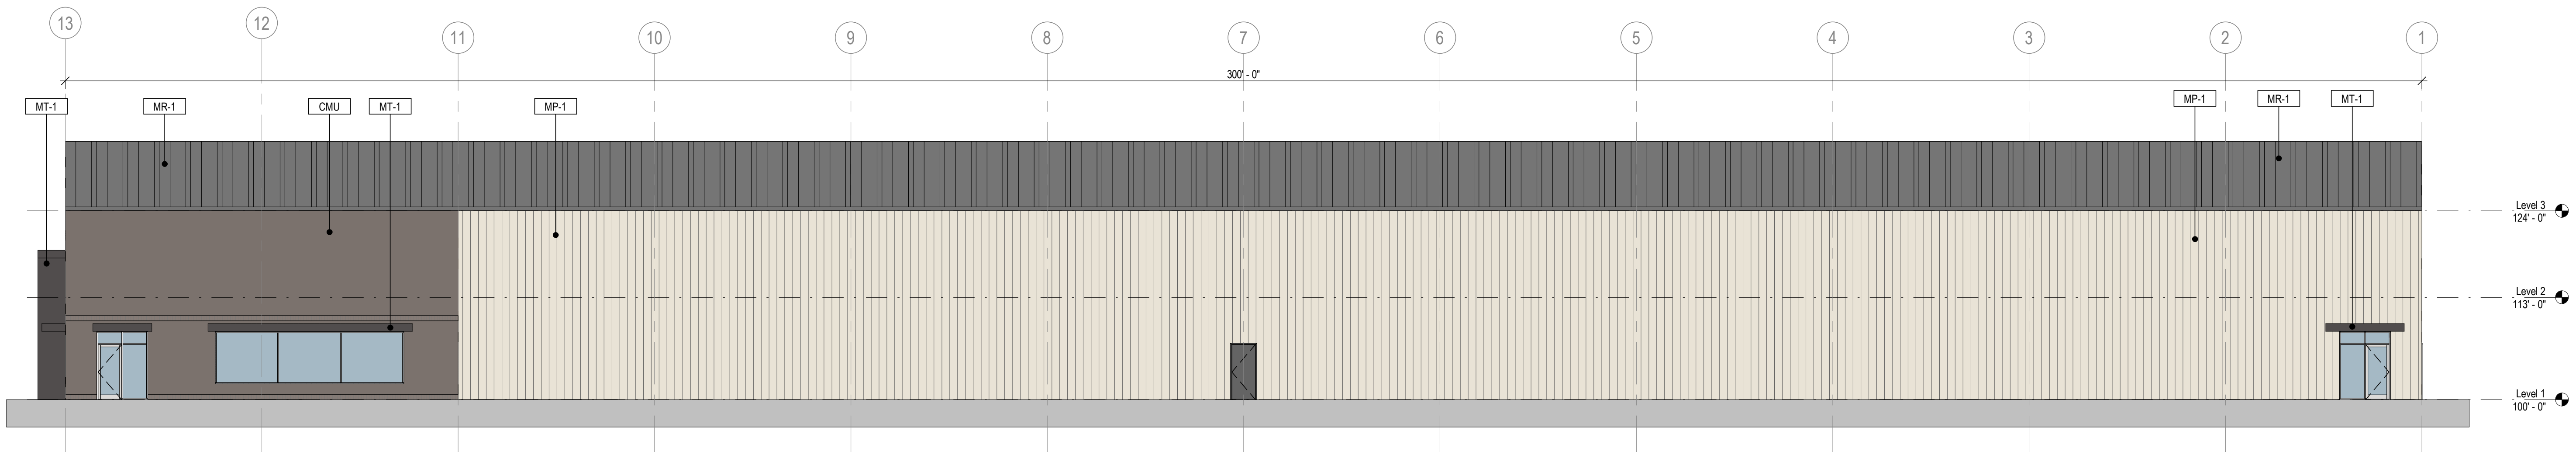 13
12
11
10
9
8
7
6
5
4
3
2
1
300' - 0"
MT-1
MR-1
CMU
MT-1
MP-1
MP-1
MR-1
MT-1
Level 3
124' - 0"
Level 2
113' - 0"
Level 1
100' - 0"